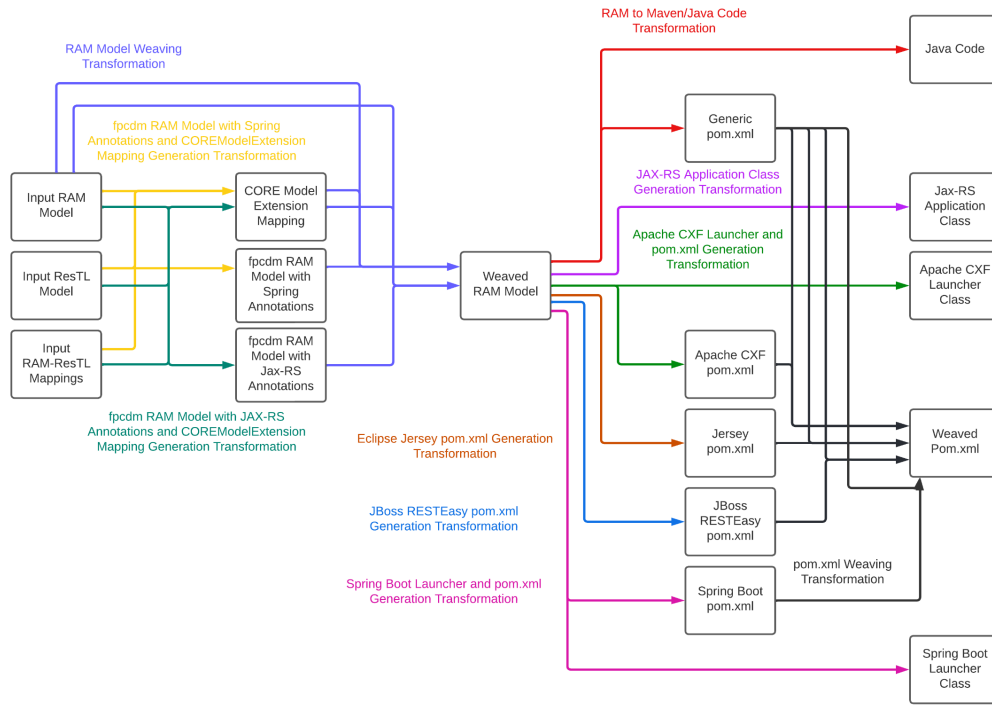 RAM to Maven/Java Code
Transformation
Java Code
RAM Model Weaving
Transformation
Generic
pom.xml
fpcdm RAM Model with Spring
Annotations and COREModelExtension
Mapping Generation Transformation
JAX-RS Application Class
Generation Transformation
Input RAM
Model
CORE Model
Extension
Mapping
Jax-RS
Application
Class
Apache CXF Launcher and
pom.xml Generation
Transformation
Input ResTL
Model
fpcdm RAM
Model with
Spring
Annotations
Weaved
RAM Model
Apache CXF
Launcher
Class
Input
RAM-ResTL
Mappings
fpcdm RAM
Model with
Jax-RS
Annotations
Apache CXF
pom.xml
fpcdm RAM Model with JAX-RS
Annotations and COREModelExtension
Mapping Generation Transformation
Eclipse Jersey pom.xml Generation
Transformation
Jersey
pom.xml
Weaved
Pom.xml
JBoss RESTEasy pom.xml
Generation Transformation
JBoss
RESTEasy
pom.xml
pom.xml Weaving
Transformation
Spring Boot Launcher and pom.xml
Generation Transformation
Spring Boot
pom.xml
Spring Boot
Launcher
Class